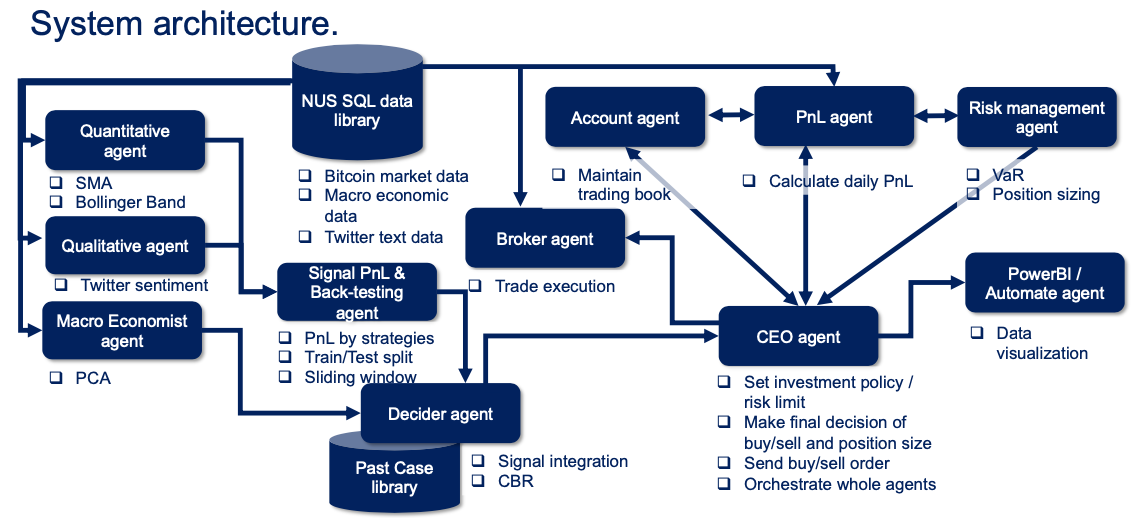 System architecture.
NUS SQL data
library
❑ Bitcoin market data
❑ Macro economic
data
❑ Twitter text data
Quantitative
agent
❑ SMA
❑ Bollinger Band
Qualitative agent
❑ Twitter sentiment
Macro Economist
agent
❑ PCA
Signal PnL &
Back-testing
agent
❑ PnL by strategies
❑ Train/Test split
❑ Sliding window
Decider agent
Past Case
library
❑ Signal integration
❑ CBR
Broker agent
❑ Trade execution
Account agent
❑ Maintain
trading book
PnL agent
❑ Calculate daily PnL
Risk management
agent
❑ VaR
❑ Position sizing
CEO agent
❑ Set investment policy /
risk limit
❑ Make final decision of
buy/sell and position size
❑ Send buy/sell order
❑ Orchestrate whole agents
PowerBI /
Automate agent
❑ Data
visualization